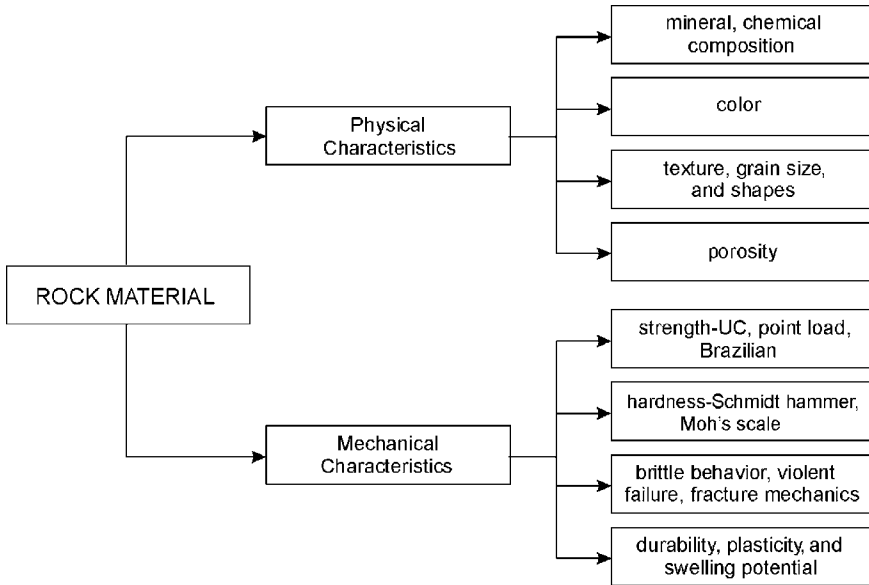 mineral, chemical
composition
color
Physical
Characteristics
texture, grain size,
and shapes
porosity
ROCK MATERIAL
strength-UC, point load,
Brazilian
hardness-Schmidt hammer,
Moh's scale
Mechanical
Characteristics
brittle behavior, violent
failure, fracture mechanics
durability, plasticity, and
swelling potential